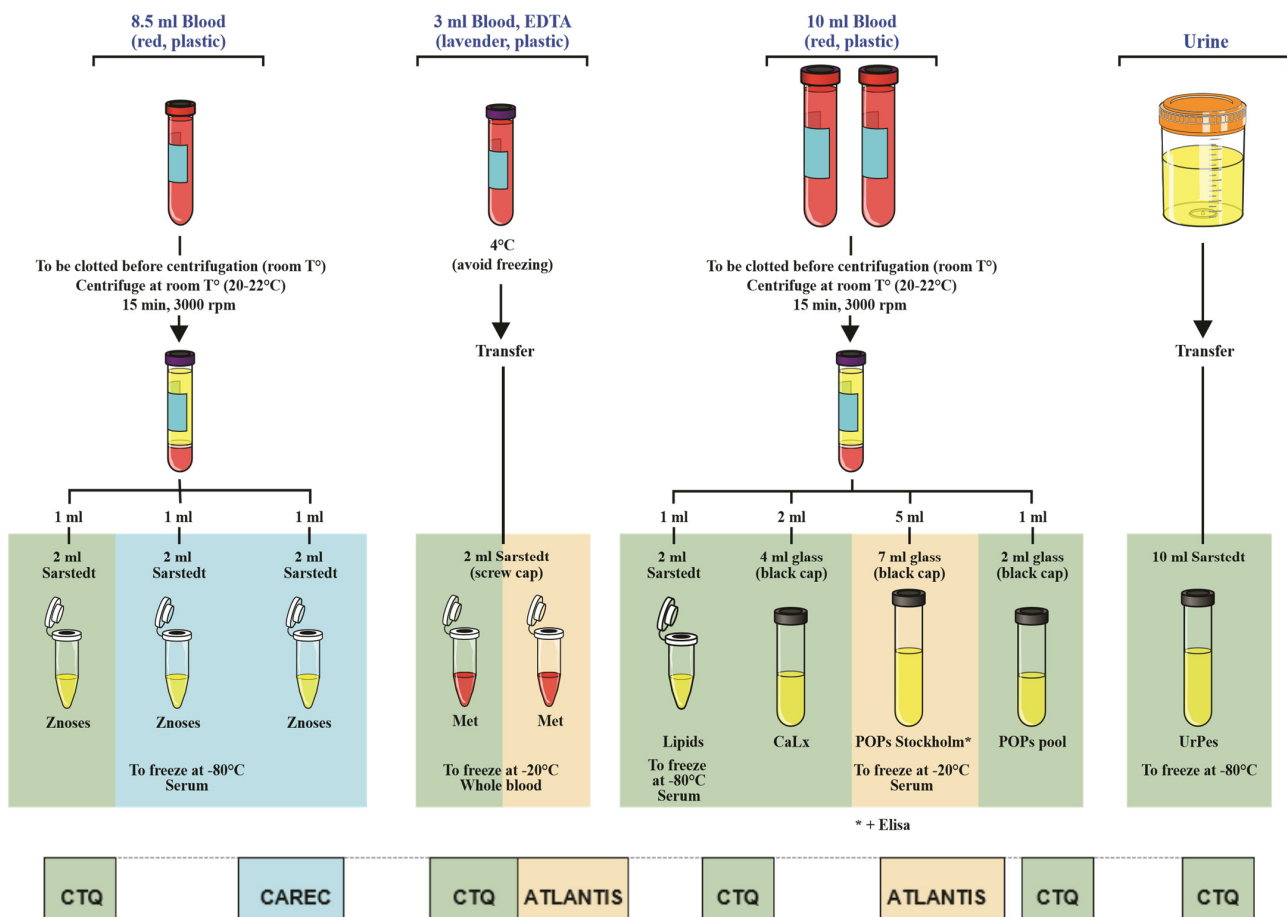 8.5 ml Blood
(red, plastic)
3 ml Blood, EDTA
(lavender, plastic)
10 ml Blood
(red, plastic)
Urine
To be clotted before centrifugation (room T°)
Centrifuge at room T° (20-22°C)
15 min, 3000 rpm
4°C
(avoid freezing)
To be clotted before centrifugation (room T°)
Centrifuge at room T° (20-22°C)
15 min, 3000 rpm
Transfer
Transfer
1 ml
1 ml
1 ml
1 ml
2 ml
5 ml
1 ml
2 ml
Sarstedt
2 ml
Sarstedt
2 ml
Sarstedt
2 ml Sarstedt
(screw cap)
2 ml
Sarstedt
4 ml glass
(black cap)
7 ml glass
(black cap)
2 ml glass
(black cap)
10 ml Sarstedt
Znoses
Znoses
Znoses
Met
Met
Lipids
CaLx
POPs Stockholm*
POPs pool
UrPes
To freeze at -80°C
Serum
To freeze at -20°C
Whole blood
To freeze
at -80°C
Serum
To freeze at -20°C
Serum
To freeze at -80°C
* + Elisa
CTQ
CAREC
CTQ
ATLANTIS
CTQ
ATLANTIS
CTQ
CTQ